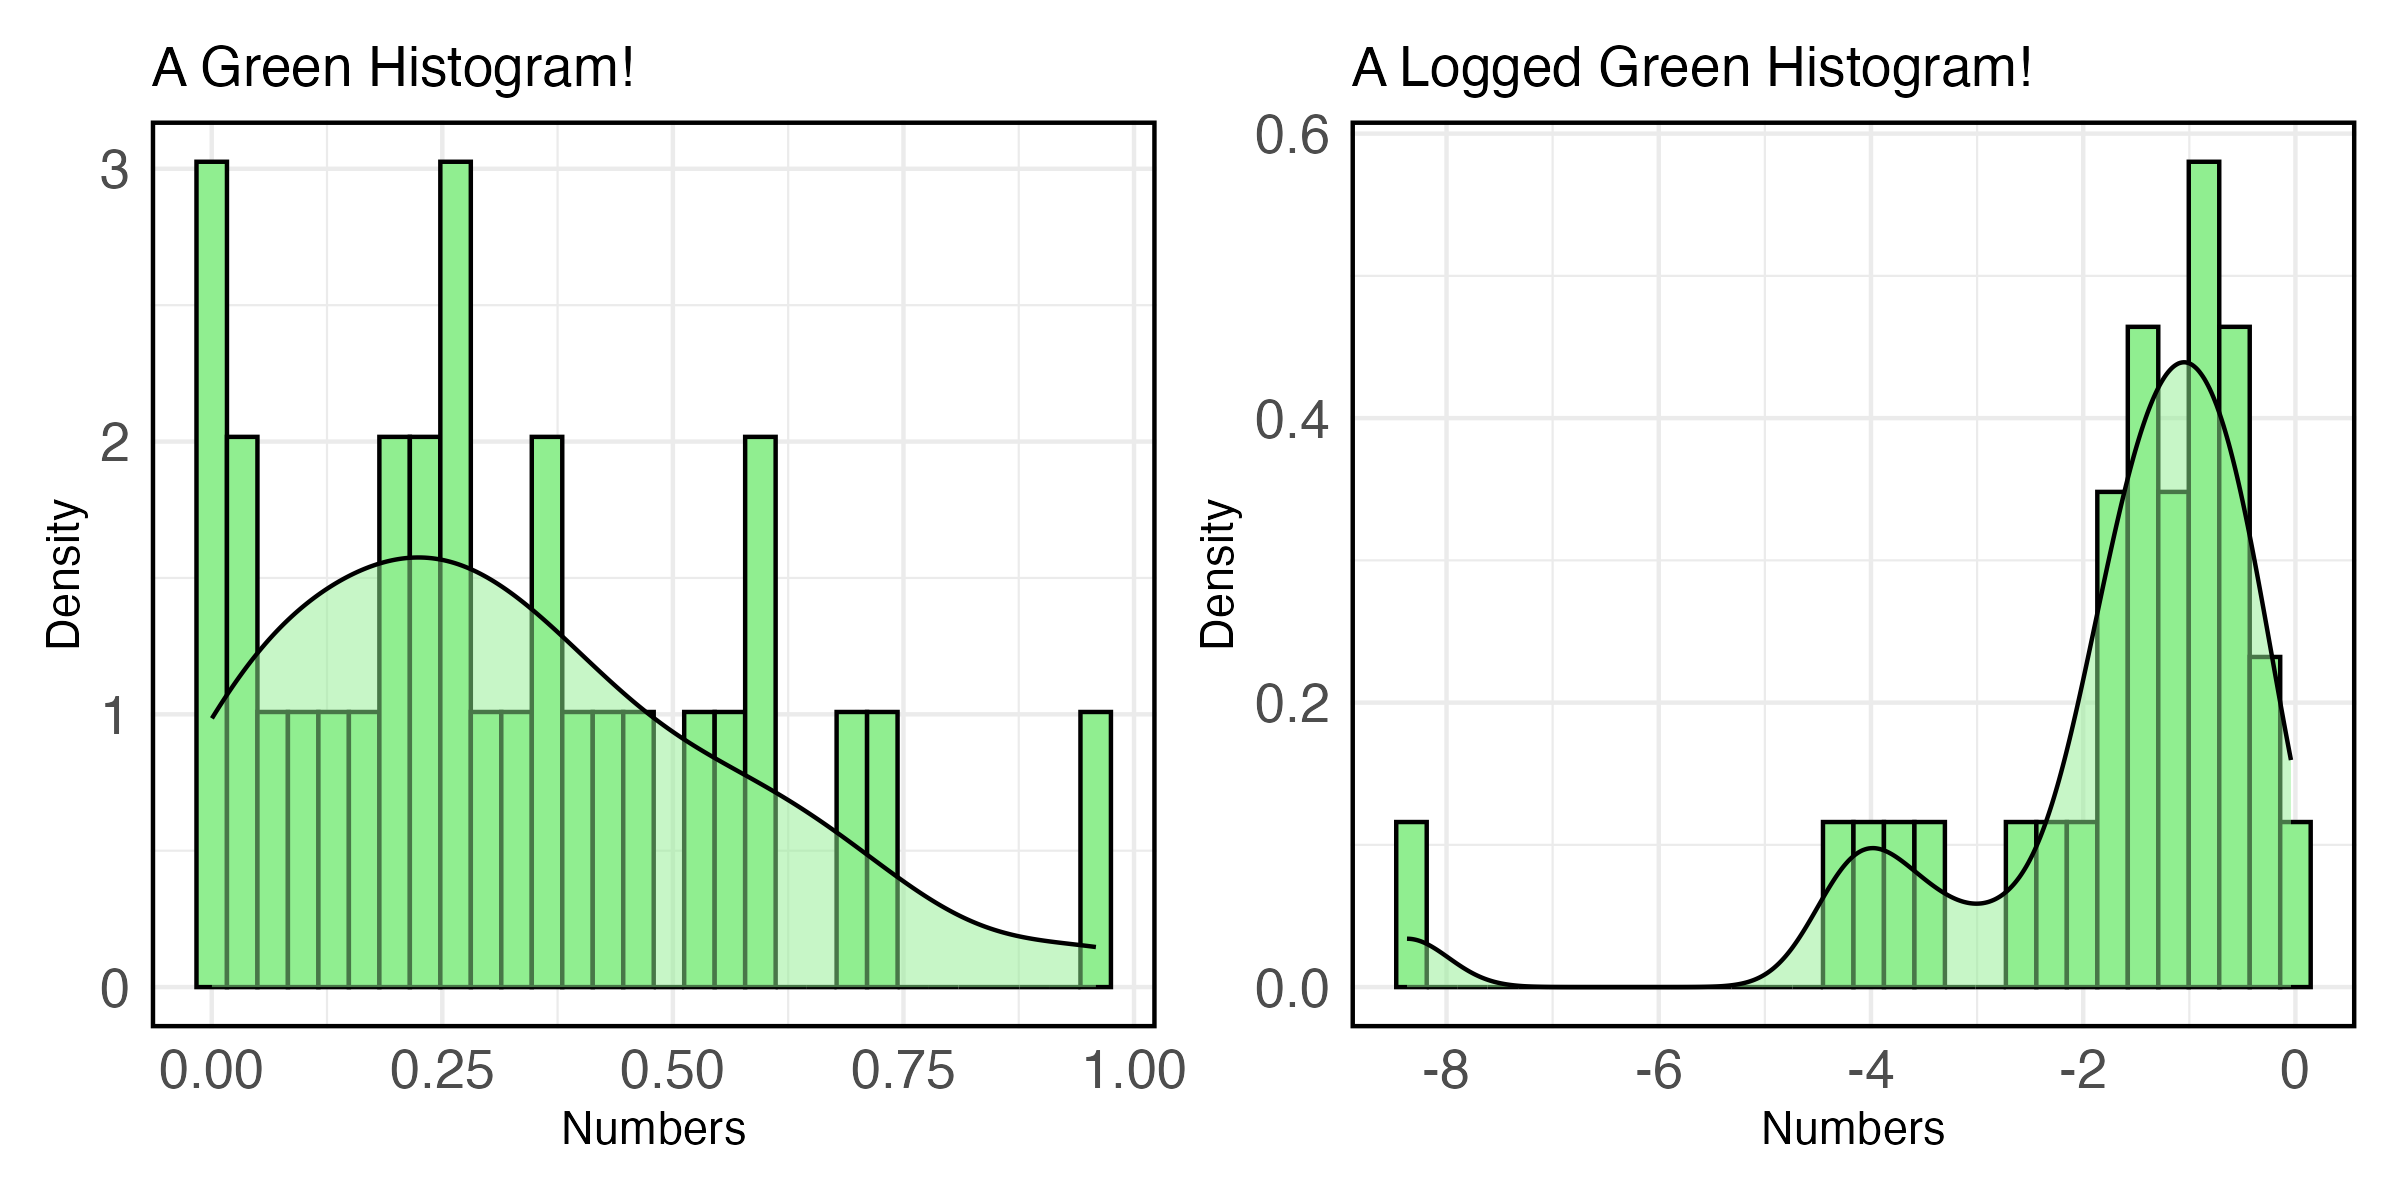 A Green Histogram!
3
2
1
0
Density
0.00 0.25 0.50 0.75 1.00
Numbers
A Logged Green Histogram!
0.6
0.4
0.2
0.0
Density
-8 -6 -4 -2 0
Numbers